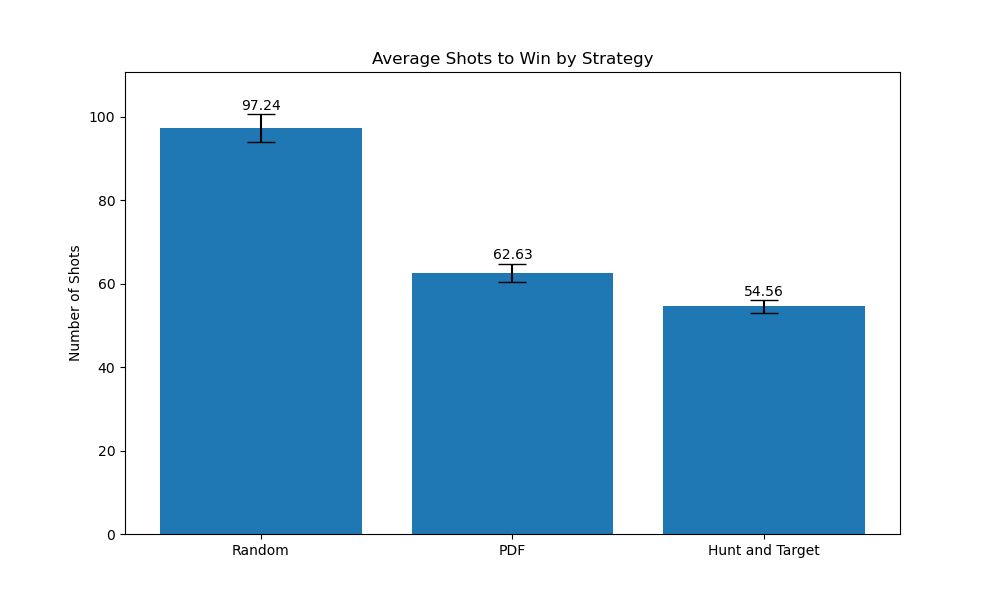 Average Shots to Win by Strategy
Number of Shots
100
80
60
40
20
0
97.24
62.63
54.56
Random
PDF
Hunt and Target